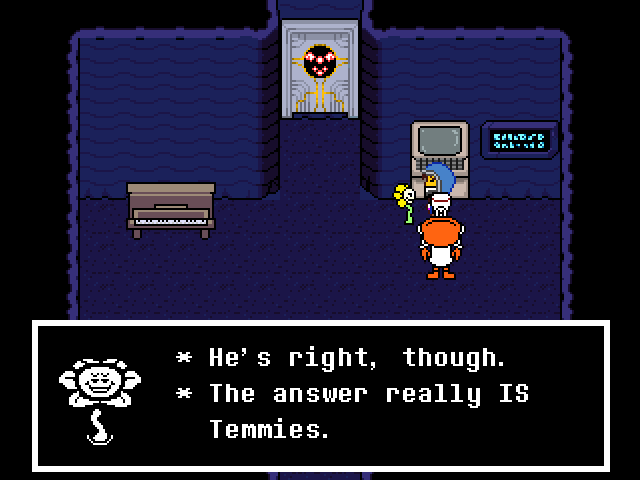 * He's right, though.
* The answer really IS
Temmies.